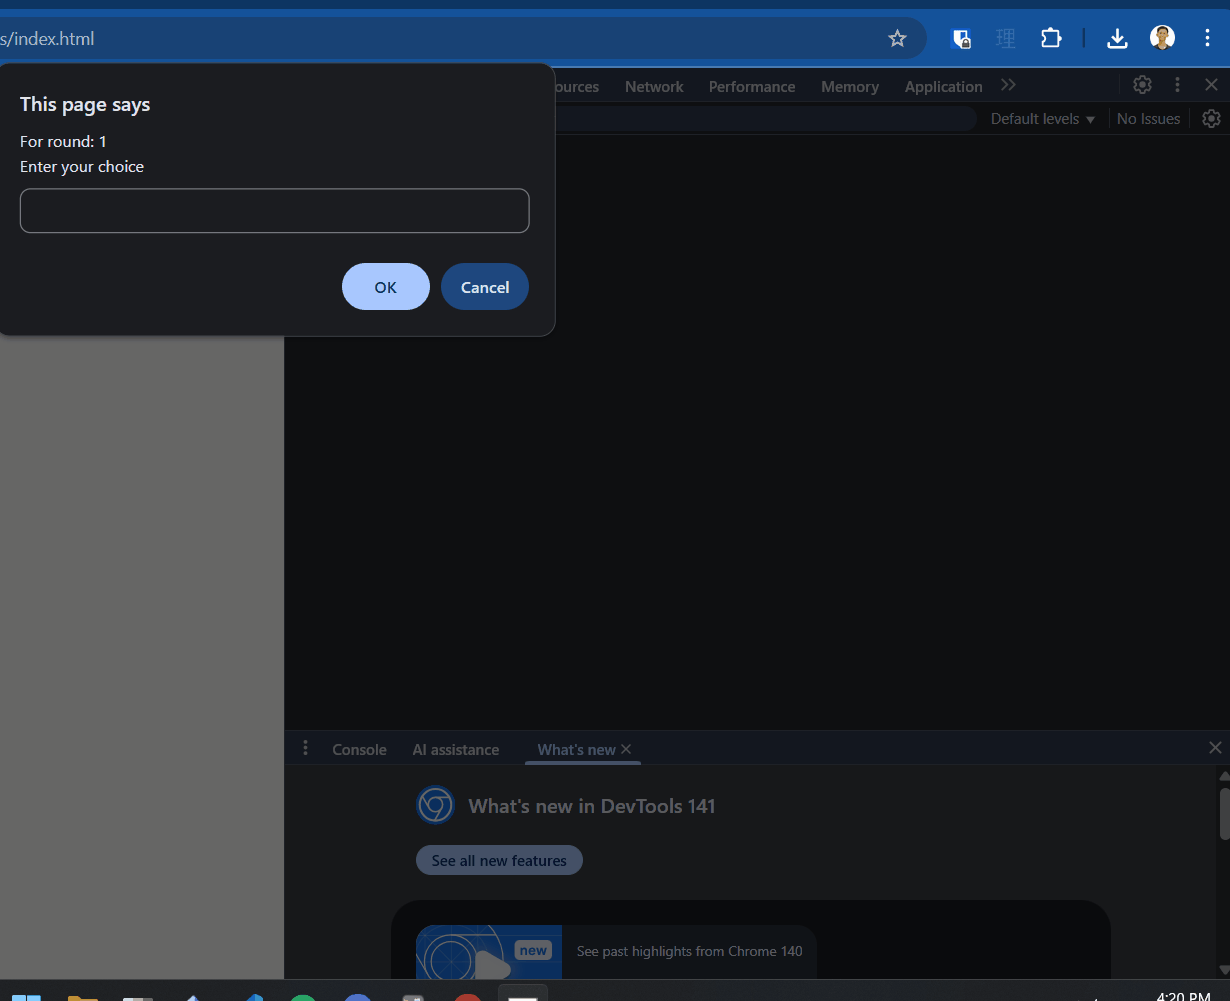 s/index.html
理
This page says
For round: 1
Enter your choice
OK
Cancel
ources
Network
Performance
Memory
Application
Default levels
No Issues
Console
AI assistance
What's new
What's new in DevTools 141
See all new features
new
See past highlights from Chrome 140
4:20 PM